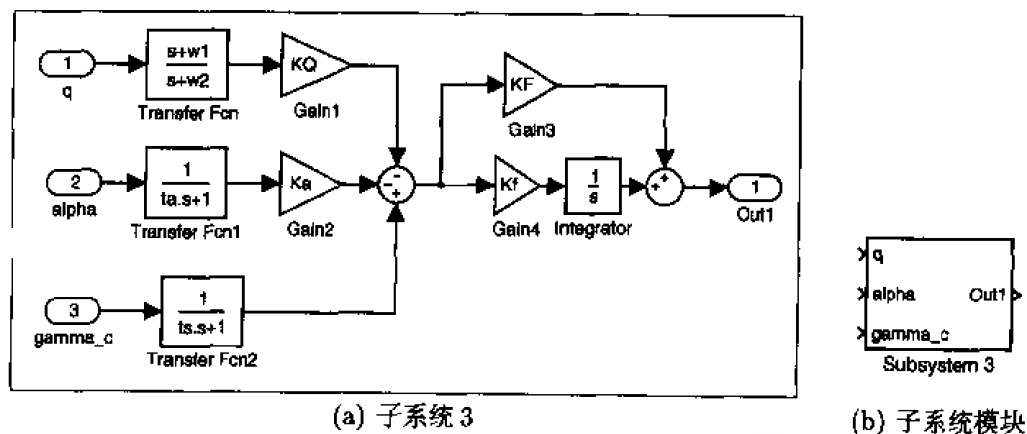 1
q
s+w1
s+w2
Transfer Fcn
KQ
Gain1
2
alpha
1
ta.s+1
Transfer Fcn1
Ka
Gain2
3
gamma_c
1
ts.s+1
Transfer Fcn2
-
-
+
KF
Gain3
Kf
Gain4
1
s
Integrator
+
+
1
Out1
(a) 子系统 3
q
alpha
gamma_c
Out1
Subsystem 3
(b) 子系统模块